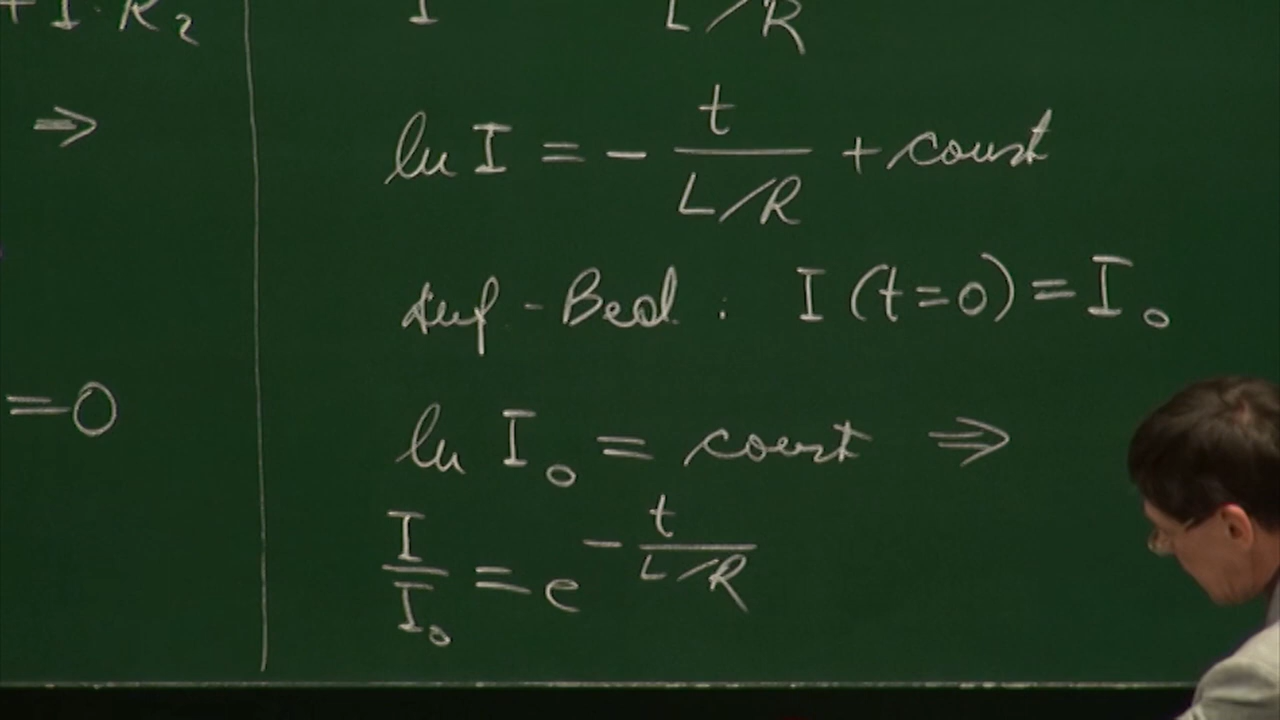 + I · R₂
⇒
= 0
I L/R
ln I = - t/(L/R) + const
Anf.-Bed. : I (t=0) = I₀
ln I₀ = const ⇒
I/I₀ = e^(- t/(L/R))